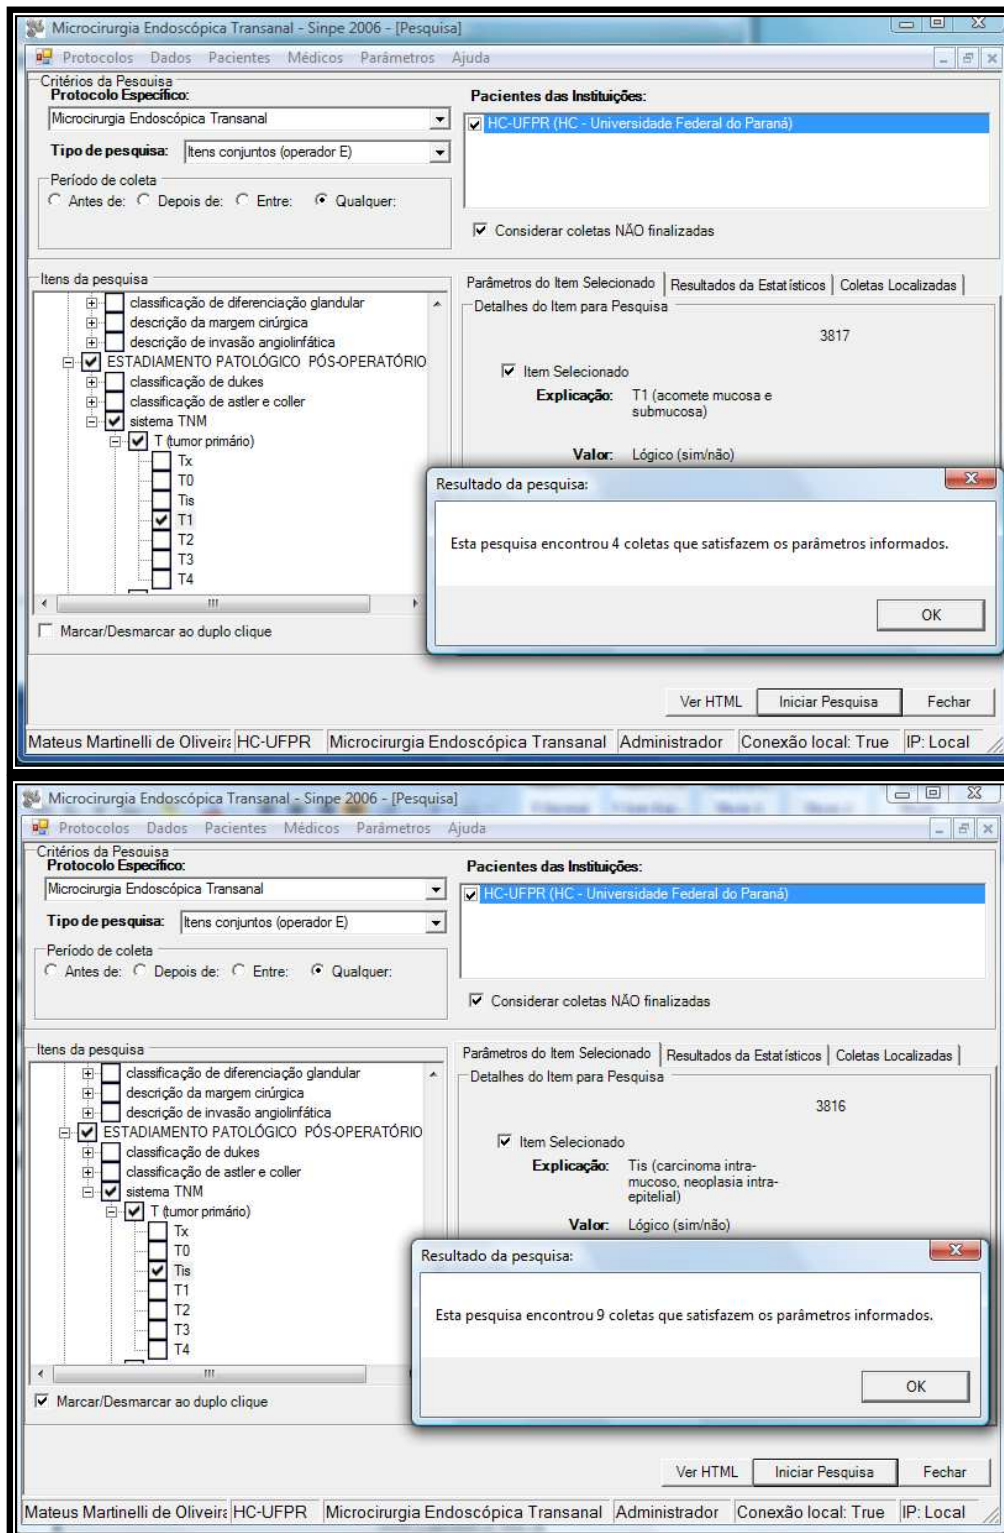 Microcirurgia Endoscópica Transanal - Sinpe 2006 - [Pesquisa]
Protocolos Dados Pacientes Médicos Parâmetros Ajuda
Critérios da Pesquisa
Protocolo Específico:
Pacientes das Instituições:
Microcirurgia Endoscópica Transanal
HC-UFPR (HC - Universidade Federal do Paraná)
Tipo de pesquisa: Itens conjuntos (operador E)
Período de coleta
Antes de: Depois de: Entre: Qualquer:
Considerar coletas NÃO finalizadas
Itens da pesquisa
Parâmetros do Item Selecionado Resultados da Estatísticos Coletas Localizadas
classificação de diferenciação glandular
Detalhes do Item para Pesquisa
descrição da margem cirúrgica
3817
descrição de invasão angiolinfática
ESTADIAMENTO PATOLÓGICO PÓS-OPERATÓRIO
Item Selecionado
classificação de dukes
Explicação: T1 (acomete mucosa e
submucosa)
classificação de astler e coller
sistema TNM
T (tumor primário)
Valor: Lógico (sim/não)
Tx
T0
Tis
T1
T2
T3
T4
Resultado da pesquisa:
Esta pesquisa encontrou 4 coletas que satisfazem os parâmetros informados.
OK
Marcar/Desmarcar ao duplo clique
Ver HTML Iniciar Pesquisa Fechar
Mateus Martinelli de Oliveira HC-UFPR Microcirurgia Endoscópica Transanal Administrador Conexão local: True IP: Local
Microcirurgia Endoscópica Transanal - Sinpe 2006 - [Pesquisa]
Protocolos Dados Pacientes Médicos Parâmetros Ajuda
Critérios da Pesquisa
Protocolo Específico:
Pacientes das Instituições:
Microcirurgia Endoscópica Transanal
HC-UFPR (HC - Universidade Federal do Paraná)
Tipo de pesquisa: Itens conjuntos (operador E)
Período de coleta
Antes de: Depois de: Entre: Qualquer:
Considerar coletas NÃO finalizadas
Itens da pesquisa
Parâmetros do Item Selecionado Resultados da Estatísticos Coletas Localizadas
classificação de diferenciação glandular
Detalhes do Item para Pesquisa
descrição da margem cirúrgica
3816
descrição de invasão angiolinfática
ESTADIAMENTO PATOLÓGICO PÓS-OPERATÓRIO
Item Selecionado
classificação de dukes
Explicação: Tis (carcinoma intra-
mucoso, neoplasia intra-
epitelial)
classificação de astler e coller
sistema TNM
T (tumor primário)
Valor: Lógico (sim/não)
Tx
T0
Tis
T1
T2
T3
T4
Resultado da pesquisa:
Esta pesquisa encontrou 9 coletas que satisfazem os parâmetros informados.
OK
Marcar/Desmarcar ao duplo clique
Ver HTML Iniciar Pesquisa Fechar
Mateus Martinelli de Oliveira HC-UFPR Microcirurgia Endoscópica Transanal Administrador Conexão local: True IP: Local